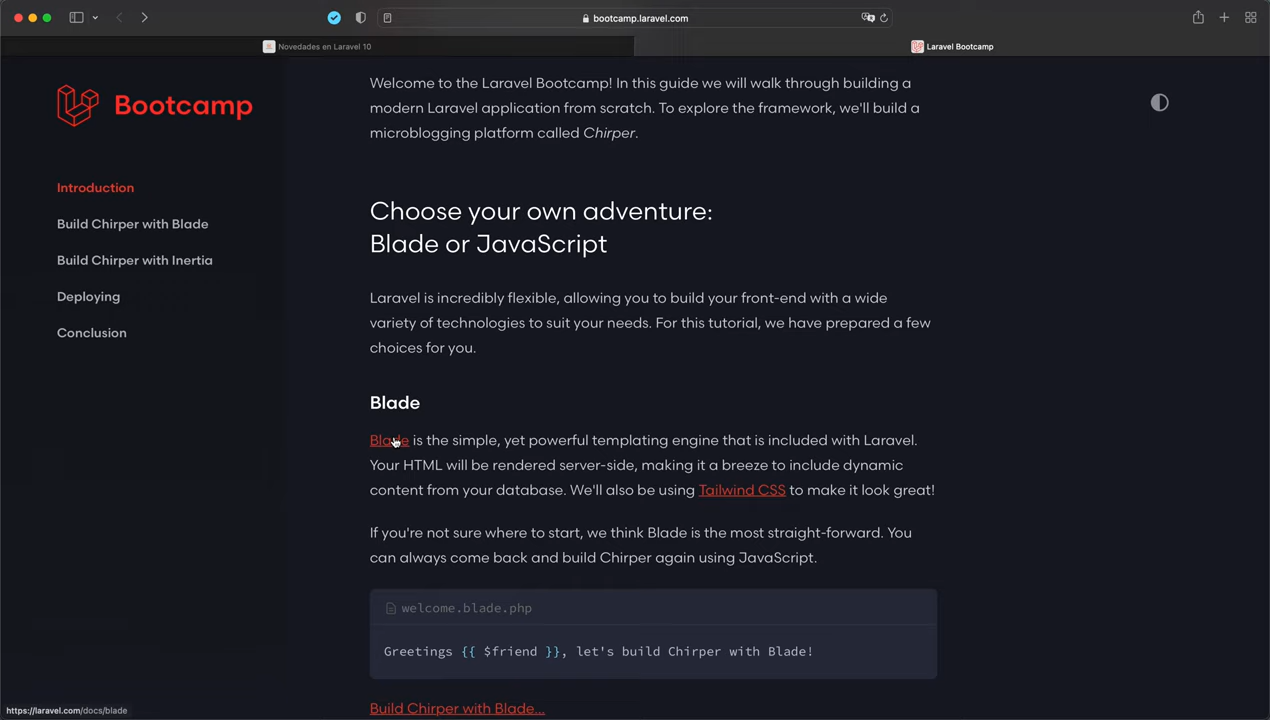 bootcamp.laravel.com
Novedades en Laravel 10
Laravel Bootcamp
Bootcamp
Introduction
Build Chirper with Blade
Build Chirper with Inertia
Deploying
Conclusion
Welcome to the Laravel Bootcamp! In this guide we will walk through building a
modern Laravel application from scratch. To explore the framework, we'll build a
microblogging platform called Chirper.
Choose your own adventure:
Blade or JavaScript
Laravel is incredibly flexible, allowing you to build your front-end with a wide
variety of technologies to suit your needs. For this tutorial, we have prepared a few
choices for you.
Blade
Blade is the simple, yet powerful templating engine that is included with Laravel.
Your HTML will be rendered server-side, making it a breeze to include dynamic
content from your database. We'll also be using Tailwind CSS to make it look great!
If you're not sure where to start, we think Blade is the most straight-forward. You
can always come back and build Chirper again using JavaScript.
welcome.blade.php
Greetings {{ $friend }}, let's build Chirper with Blade!
Build Chirper with Blade...
https://laravel.com/docs/blade